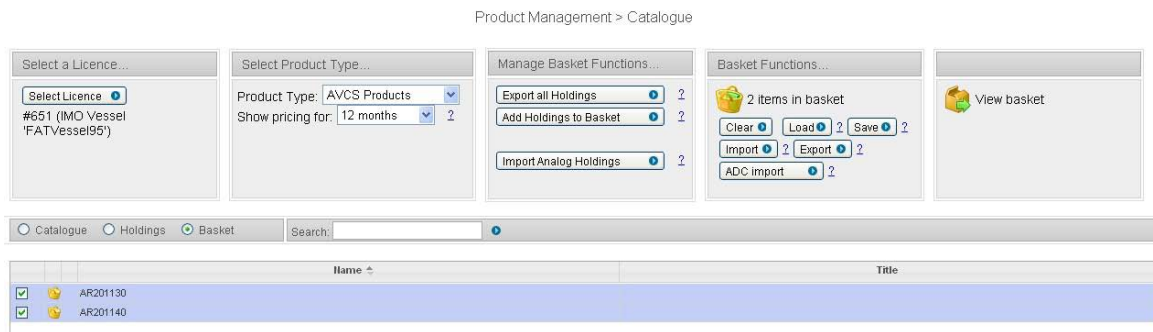 Product Management > Catalogue
Select a Licence...
Select Licence
#651 (IMO Vessel
'FATVessel95')
Select Product Type...
Product Type: AVCS Products
Show pricing for: 12 months ?
Manage Basket Functions...
Export all Holdings ?
Add Holdings to Basket ?
Import Analog Holdings ?
Basket Functions...
2 items in basket
Clear Load ? Save ?
Import ? Export ?
ADC import ?
View basket
Catalogue Holdings Basket Search:
Name Title
AR201130
AR201140